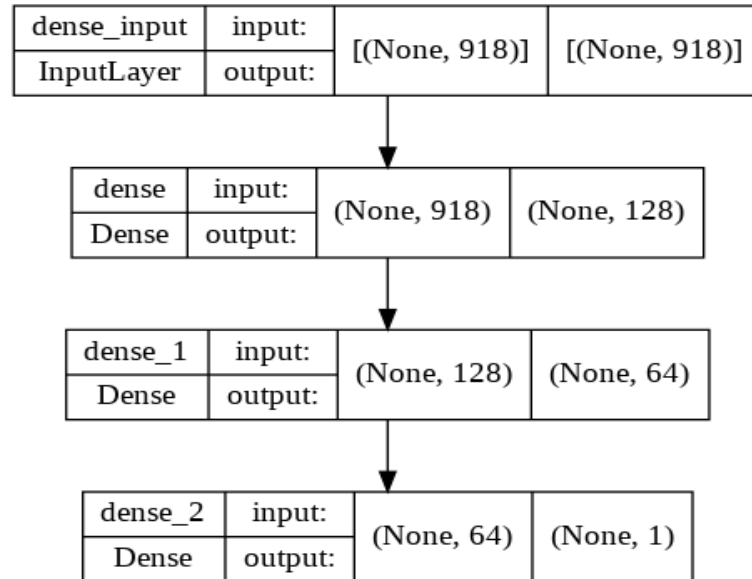 dense_input input: [(None, 918)] [(None, 918)]
InputLayer output:
dense input: (None, 918) (None, 128)
Dense output:
dense_1 input: (None, 128) (None, 64)
Dense output:
dense_2 input: (None, 64) (None, 1)
Dense output: